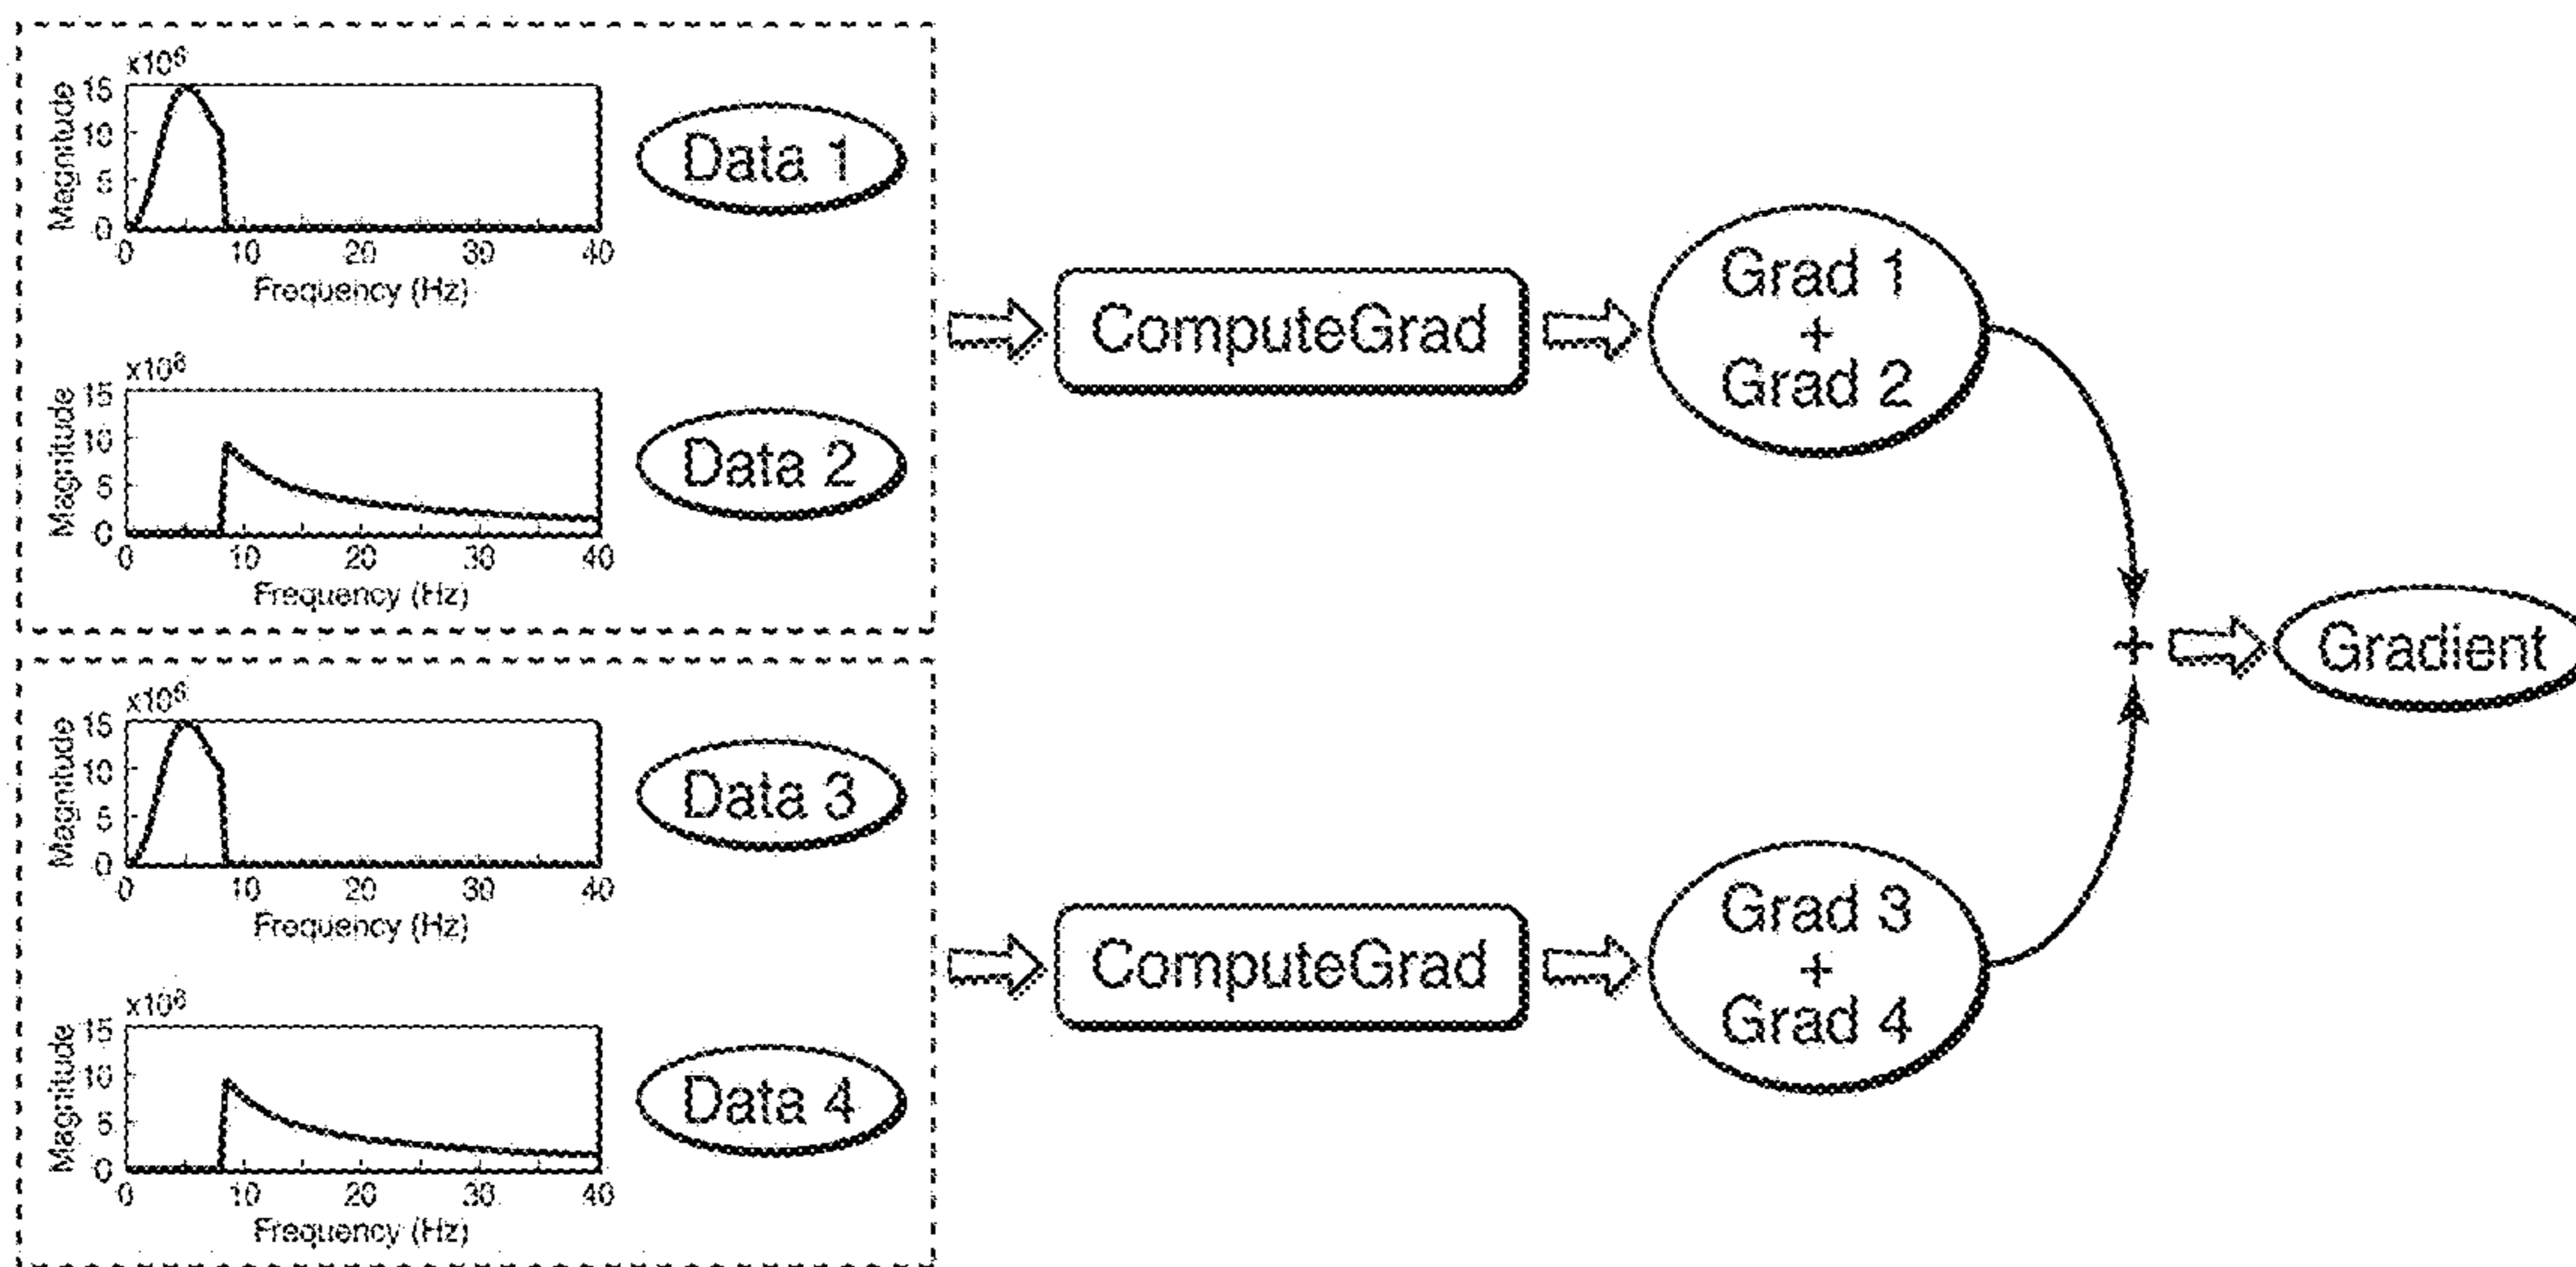 x10⁶
Magnitude
15
10
5
0
0 10 20 30 40
Frequency (Hz)
Data 1
x10⁶
Magnitude
15
10
5
0
0 10 20 30 40
Frequency (Hz)
Data 2
ComputeGrad
Grad 1
+
Grad 2
x10⁶
Magnitude
15
10
5
0
0 10 20 30 40
Frequency (Hz)
Data 3
x10⁶
Magnitude
15
10
5
0
0 10 20 30 40
Frequency (Hz)
Data 4
ComputeGrad
Grad 3
+
Grad 4
+
Gradient